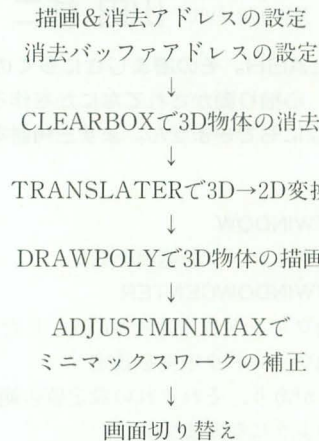 描画&消去アドレスの設定
消去バッファアドレスの設定
↓
CLEARBOXで3D物体の消去
↓
TRANSLATERで3D→2D変換
↓
DRAWPOLYで3D物体の描画
↓
ADJUSTMINIMAXで
ミニマックスワークの補正
↓
画面切り替え